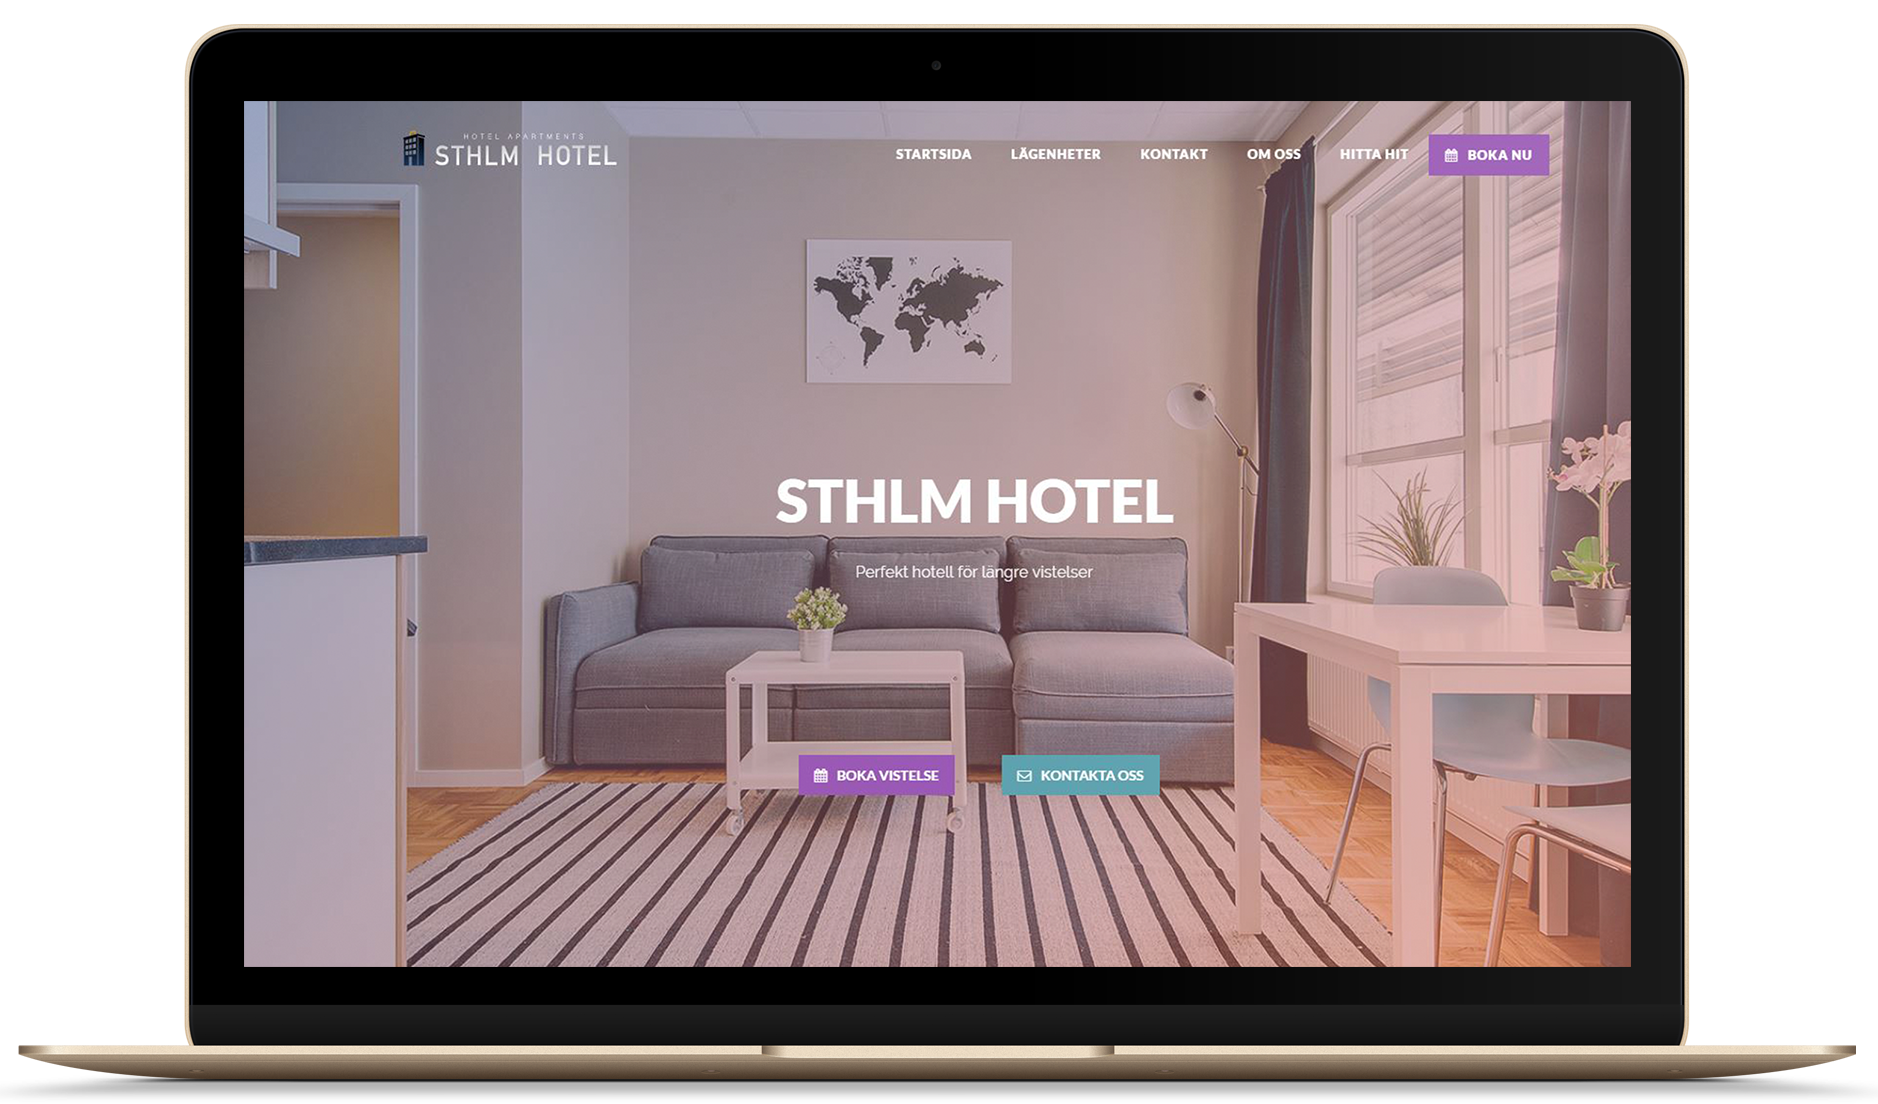 HOTEL APARTMENTS
STHLM HOTEL
STARTSIDA
LÄGENHETER
KONTAKT
OM OSS
HITTA HIT
BOKA NU
STHLM HOTEL
Perfekt hotell för längre vistelser
BOKA VISTELSE
KONTAKTA OSS